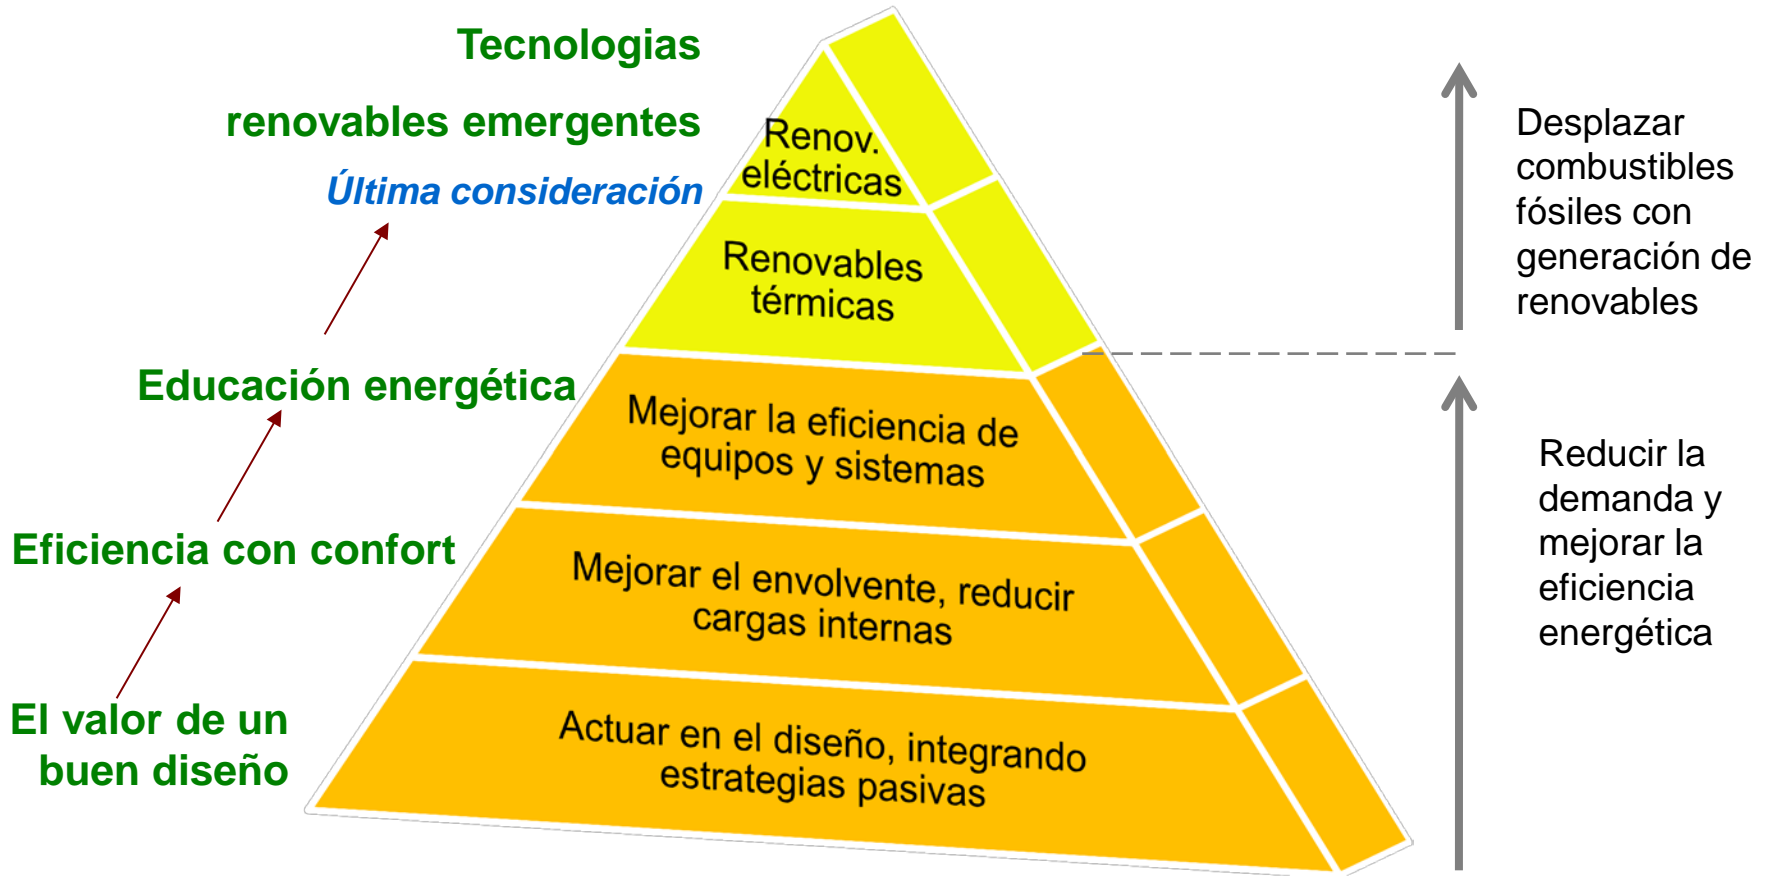 Tecnologias
renovables emergentes
Última consideración
Educación energética
Eficiencia con confort
El valor de un
buen diseño
Renov.
eléctricas
Renovables
térmicas
Mejorar la eficiencia de
equipos y sistemas
Mejorar el envolvente, reducir
cargas internas
Actuar en el diseño, integrando
estrategias pasivas
Desplazar
combustibles
fósiles con
generación de
renovables
Reducir la
demanda y
mejorar la
eficiencia
energética